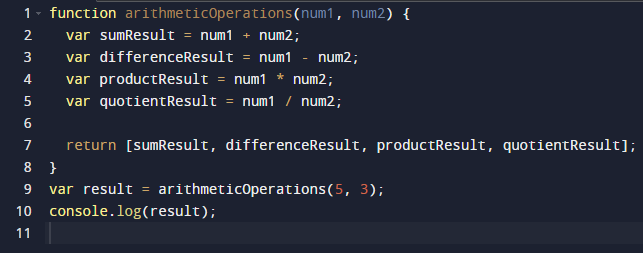 1 function arithmeticOperations(num1, num2) {
2   var sumResult = num1 + num2;
3   var differenceResult = num1 - num2;
4   var productResult = num1 * num2;
5   var quotientResult = num1 / num2;
6
7   return [sumResult, differenceResult, productResult, quotientResult];
8 }
9 var result = arithmeticOperations(5, 3);
10 console.log(result);
11